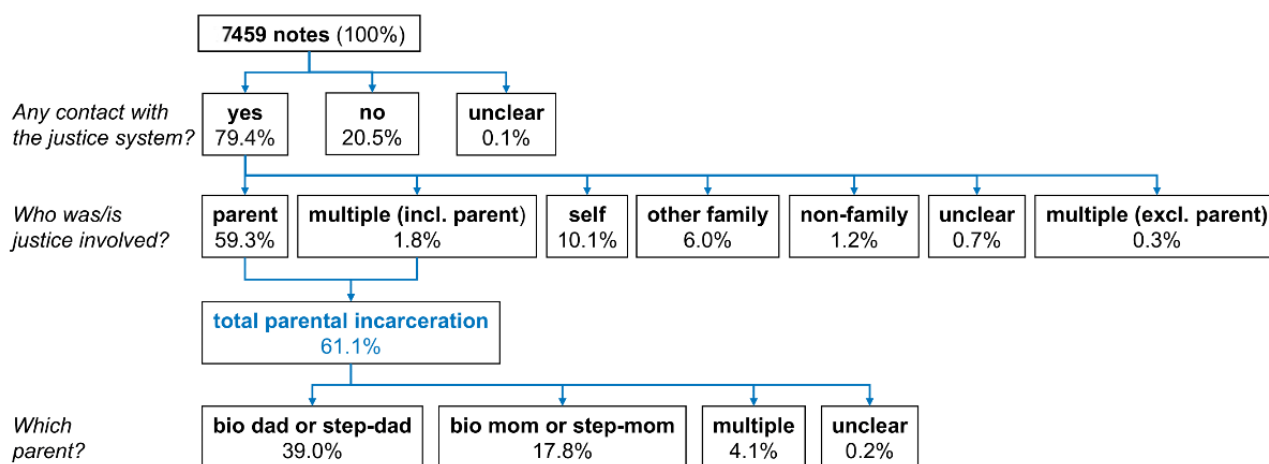 7459 notes (100%)
Any contact with
the justice system?
yes
79.4%
no
20.5%
unclear
0.1%
Who was/is
justice involved?
parent
59.3%
multiple (incl. parent)
1.8%
self
10.1%
other family
6.0%
non-family
1.2%
unclear
0.7%
multiple (excl. parent)
0.3%
total parental incarceration
61.1%
Which
parent?
bio dad or step-dad
39.0%
bio mom or step-mom
17.8%
multiple
4.1%
unclear
0.2%